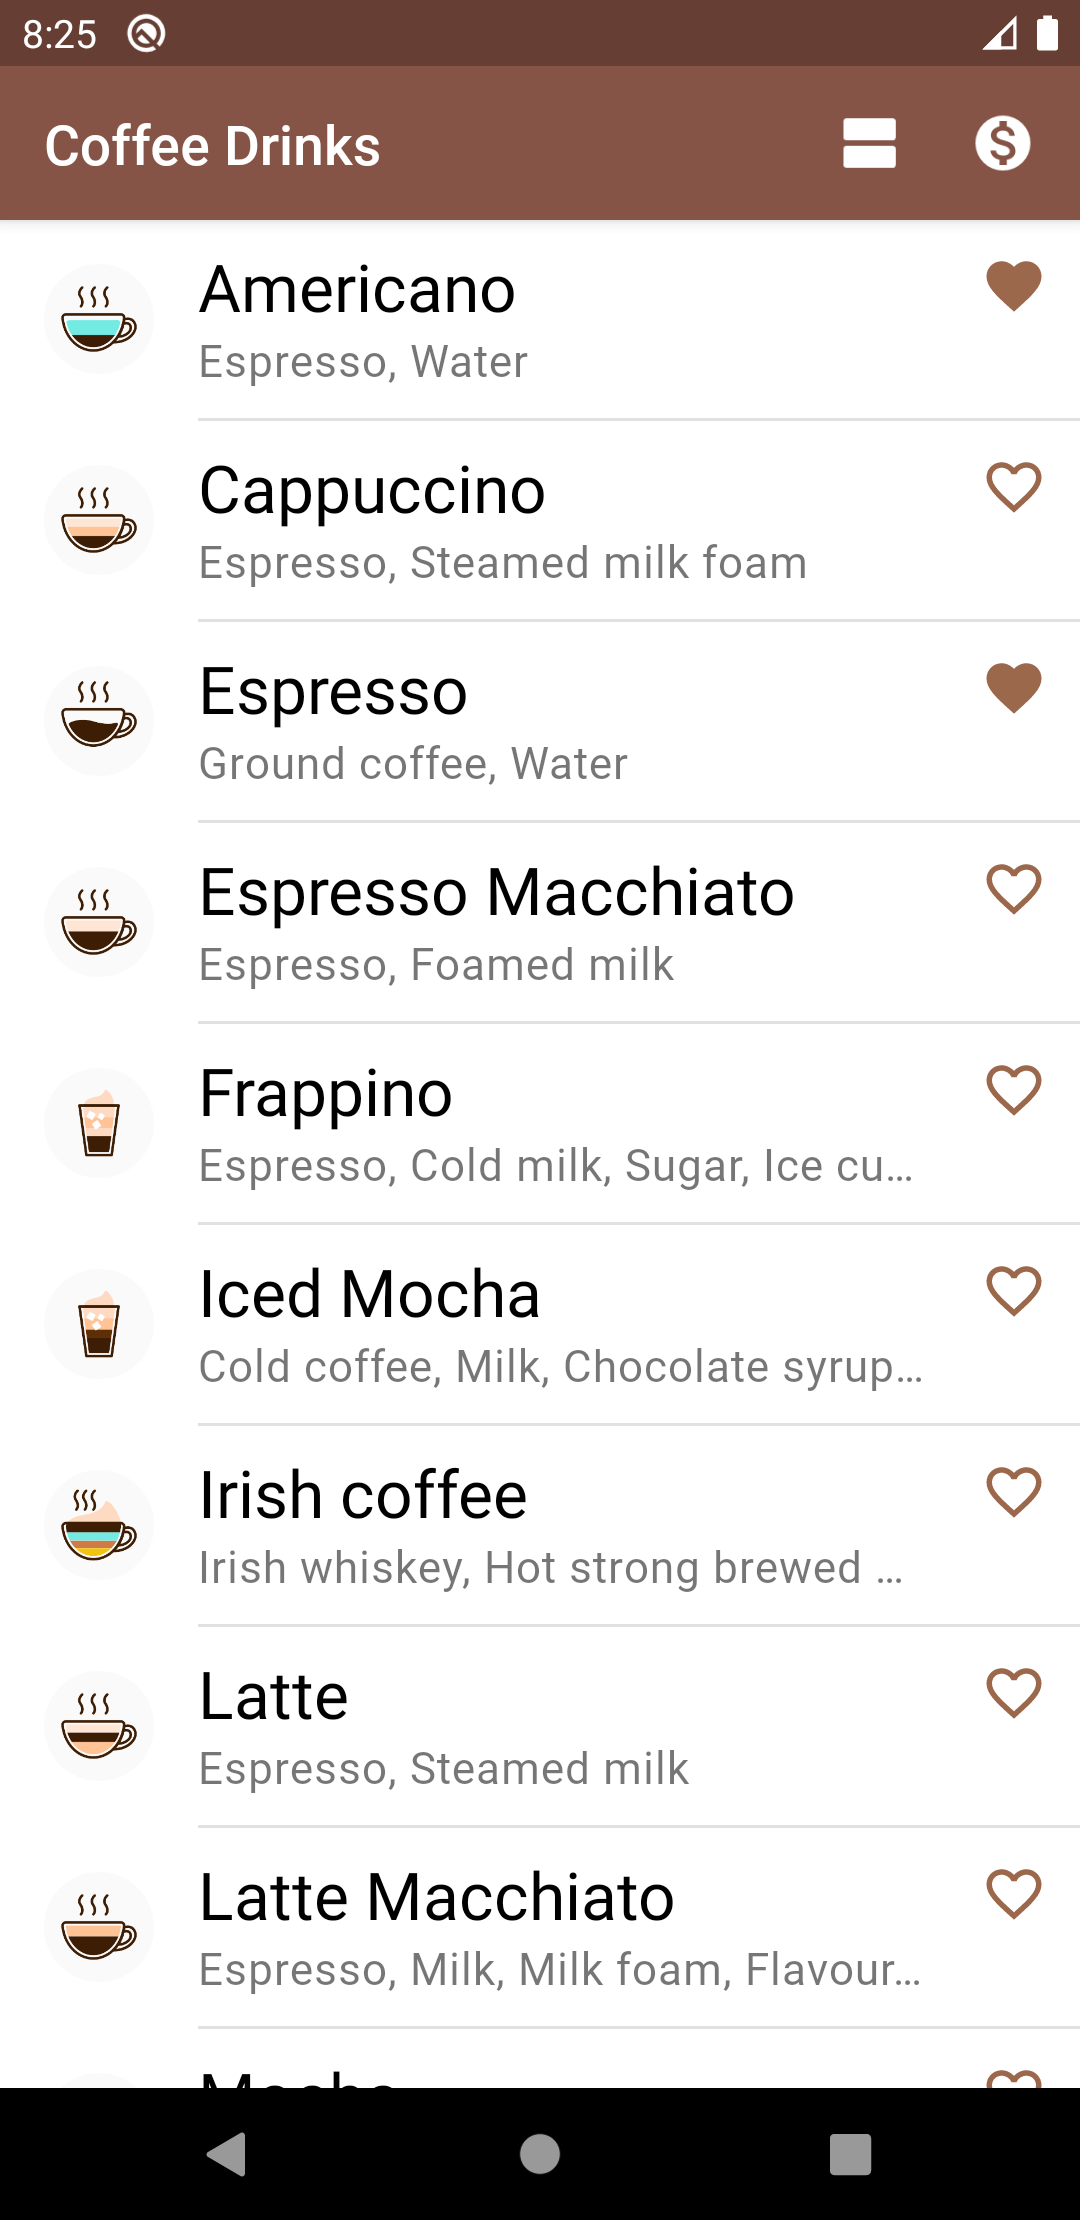 8:25
Coffee Drinks
Americano
Espresso, Water
Cappuccino
Espresso, Steamed milk foam
Espresso
Ground coffee, Water
Espresso Macchiato
Espresso, Foamed milk
Frappino
Espresso, Cold milk, Sugar, Ice cu…
Iced Mocha
Cold coffee, Milk, Chocolate syrup…
Irish coffee
Irish whiskey, Hot strong brewed …
Latte
Espresso, Steamed milk
Latte Macchiato
Espresso, Milk, Milk foam, Flavour…